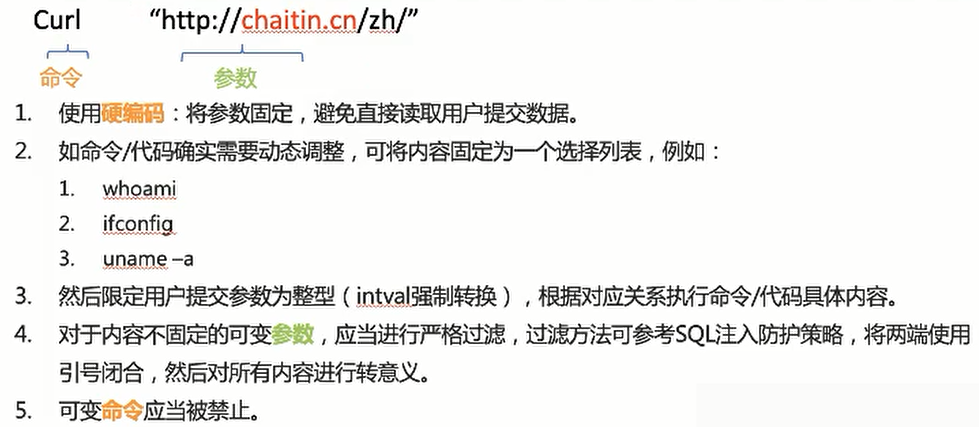 Curl “http://chaitin.cn/zh/”
命令 参数
1. 使用硬编码：将参数固定，避免直接读取用户提交数据。
2. 如命令/代码确实需要动态调整，可将内容固定为一个选择列表，例如：
1. whoami
2. ifconfig
3. uname –a
3. 然后限定用户提交参数为整型（intval强制转换），根据对应关系执行命令/代码具体内容。
4. 对于内容不固定的可变参数，应当进行严格过滤，过滤方法可参考SQL注入防护策略，将两端使用
引号闭合，然后对所有内容进行转意义。
5. 可变命令应当被禁止。